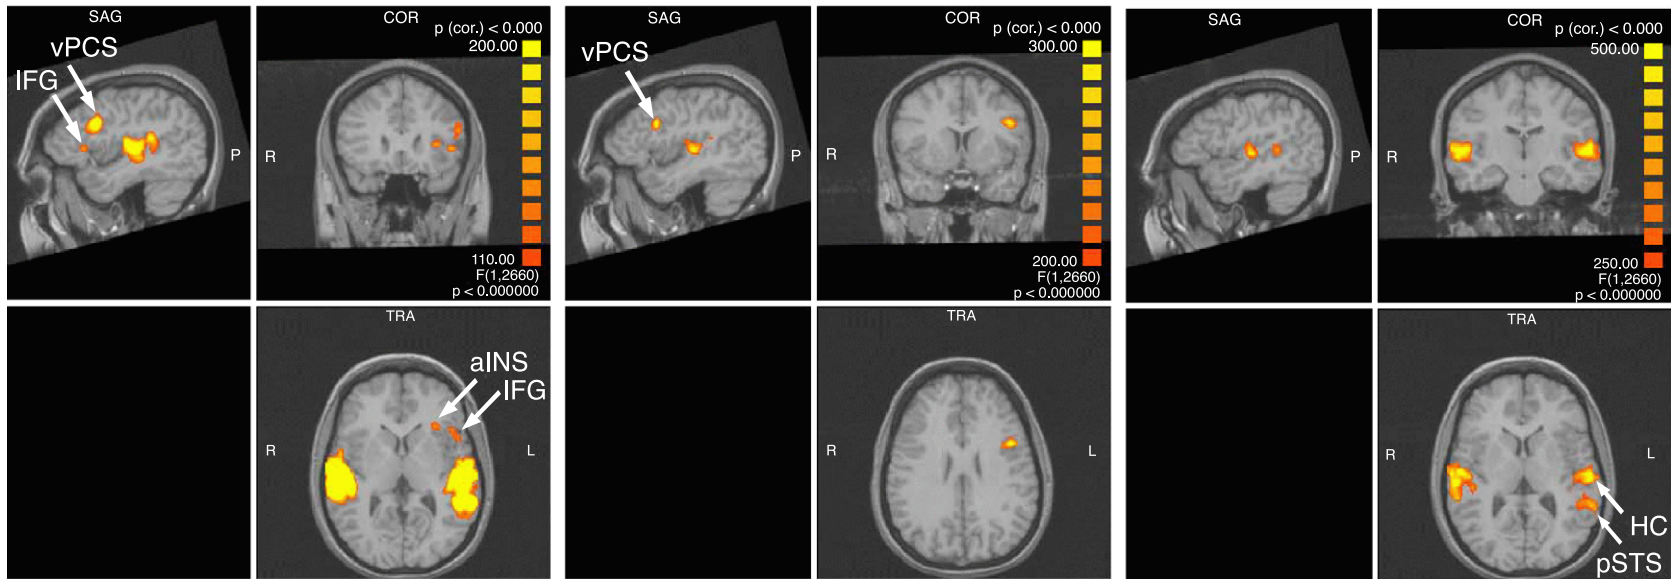 SAG
vPCS
IFG
P
COR
p (cor.) < 0.000
200.00
R
110.00
F(1,2660)
p < 0.000000
TRA
aINS
IFG
R
L
SAG
vPCS
P
COR
p (cor.) < 0.000
300.00
R
200.00
F(1,2660)
p < 0.000000
TRA
R
L
SAG
P
COR
p (cor.) < 0.000
500.00
R
250.00
F(1,2660)
p < 0.000000
TRA
R
L
HC
pSTS